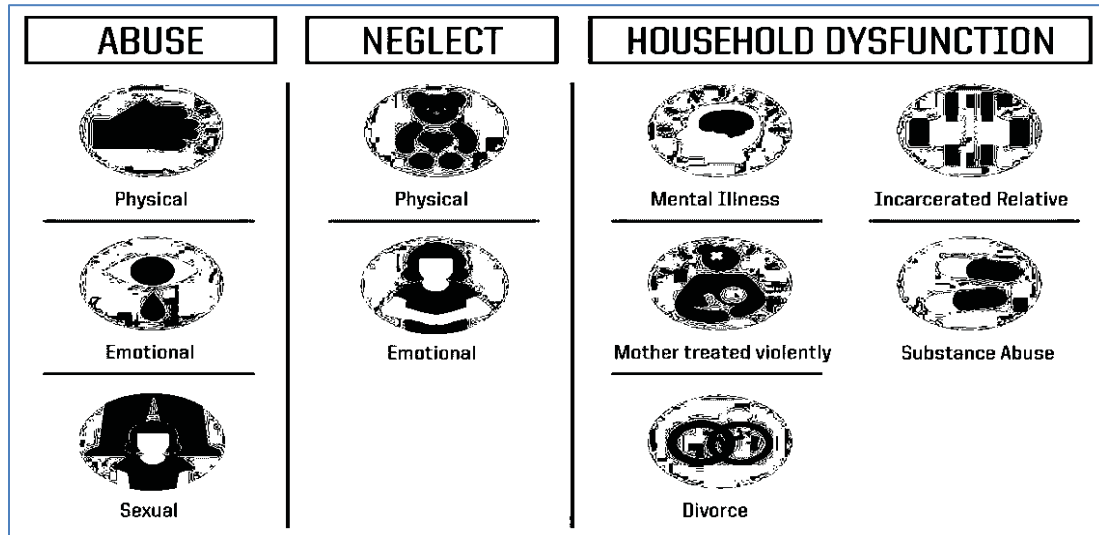 ABUSE
Physical
Emotional
Sexual
NEGLECT
Physical
Emotional
HOUSEHOLD DYSFUNCTION
Mental Illness
Incarcerated Relative
Mother treated violently
Substance Abuse
Divorce